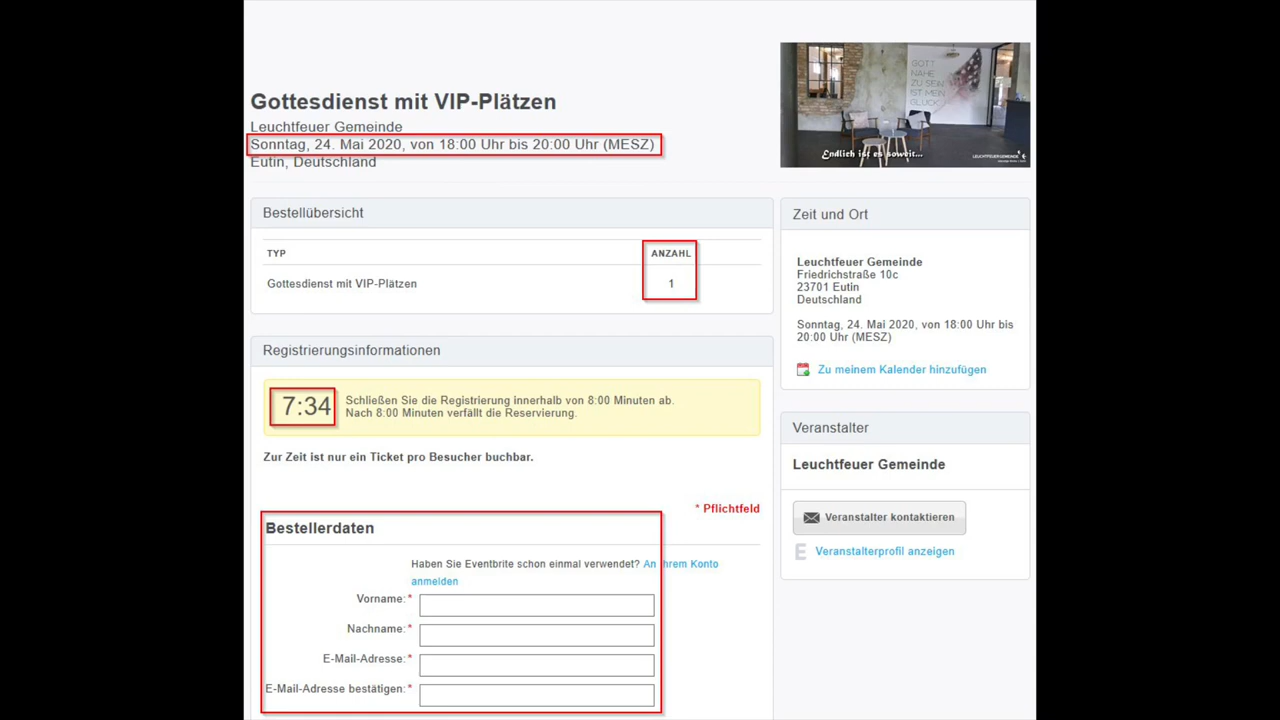 Gottesdienst mit VIP-Plätzen
Leuchtfeuer Gemeinde
Sonntag, 24. Mai 2020, von 18:00 Uhr bis 20:00 Uhr (MESZ)
Eutin, Deutschland
GOTT
NAHE
ZU SEIN
IST MEIN
GLÜCK
Endlich ist es soweit...
LEUCHTFEUER GEMEINDE
Bestellübersicht
TYP ANZAHL
Gottesdienst mit VIP-Plätzen 1
Registrierungsinformationen
7:34
Schließen Sie die Registrierung innerhalb von 8:00 Minuten ab.
Nach 8:00 Minuten verfällt die Reservierung.
Zur Zeit ist nur ein Ticket pro Besucher buchbar.
* Pflichtfeld
Bestellerdaten
Haben Sie Eventbrite schon einmal verwendet? An Ihrem Konto
anmelden
Vorname: *
Nachname: *
E-Mail-Adresse: *
E-Mail-Adresse bestätigen: *
Zeit und Ort
Leuchtfeuer Gemeinde
Friedrichstraße 10c
23701 Eutin
Deutschland
Sonntag, 24. Mai 2020, von 18:00 Uhr bis
20:00 Uhr (MESZ)
Zu meinem Kalender hinzufügen
Veranstalter
Leuchtfeuer Gemeinde
Veranstalter kontaktieren
E Veranstalterprofil anzeigen